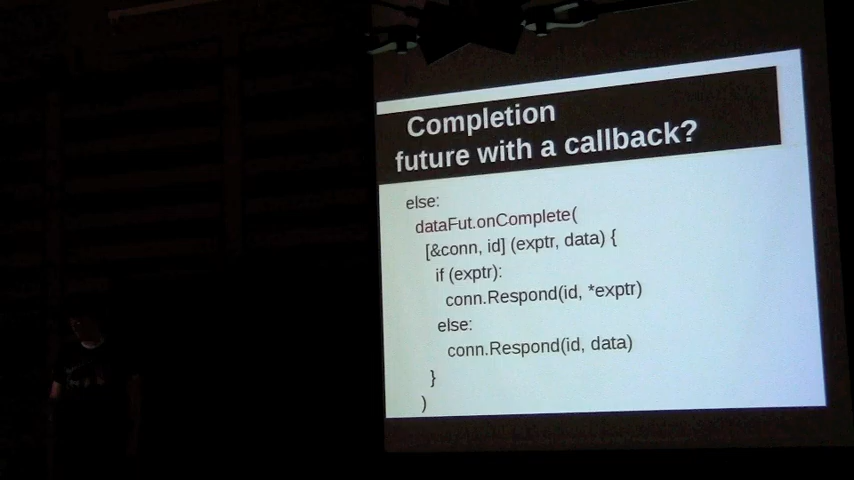 Completion
future with a callback?
else:
dataFut.onComplete(
[&conn, id] (exptr, data) {
if (exptr):
conn.Respond(id, *exptr)
else:
conn.Respond(id, data)
}
)